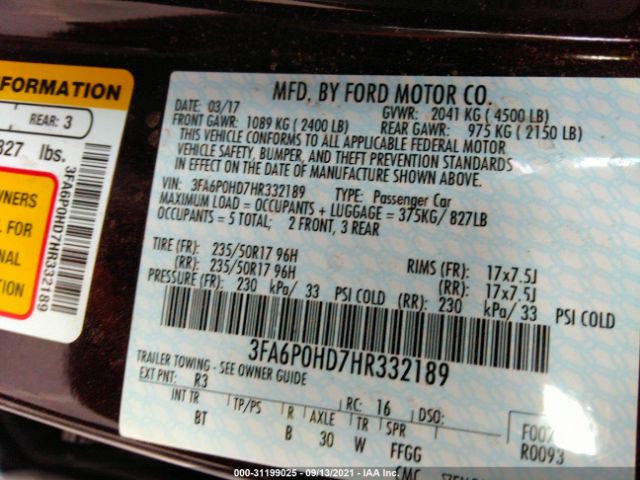 FORMATION
REAR: 3
827 lbs.
WNERS
L FOR
NAL
TION
3FA6P0HD7HR332189
MFD. BY FORD MOTOR CO.
DATE: 03/17 GVWR: 2041 KG ( 4500 LB)
FRONT GAWR: 1089 KG ( 2400 LB) REAR GAWR: 975 KG ( 2150 LB)
THIS VEHICLE CONFORMS TO ALL APPLICABLE FEDERAL MOTOR
VEHICLE SAFETY, BUMPER, AND THEFT PREVENTION STANDARDS
IN EFFECT ON THE DATE OF MANUFACTURE SHOWN ABOVE.
VIN: 3FA6P0HD7HR332189 TYPE: Passenger Car
MAXIMUM LOAD = OCCUPANTS + LUGGAGE = 375KG/ 827LB
OCCUPANTS = 5 TOTAL; 2 FRONT, 3 REAR
TIRE (FR): 235/50R17 96H RIMS (FR): 17x7.5J
(RR): 235/50R17 96H (RR): 17x7.5J
PRESSURE (FR): 230 kPa/ 33 PSI COLD (RR): 230 kPa/ 33 PSI COLD
3FA6P0HD7HR332189
TRAILER TOWING - SEE OWNER GUIDE
EXT PNT: R3 RC: 16 DSO:
INT TR TP/PS R AXLE TR SPR
BT B 30 W FFGG
R0093
000-31199025 - 09/13/2021 - IAA Inc.